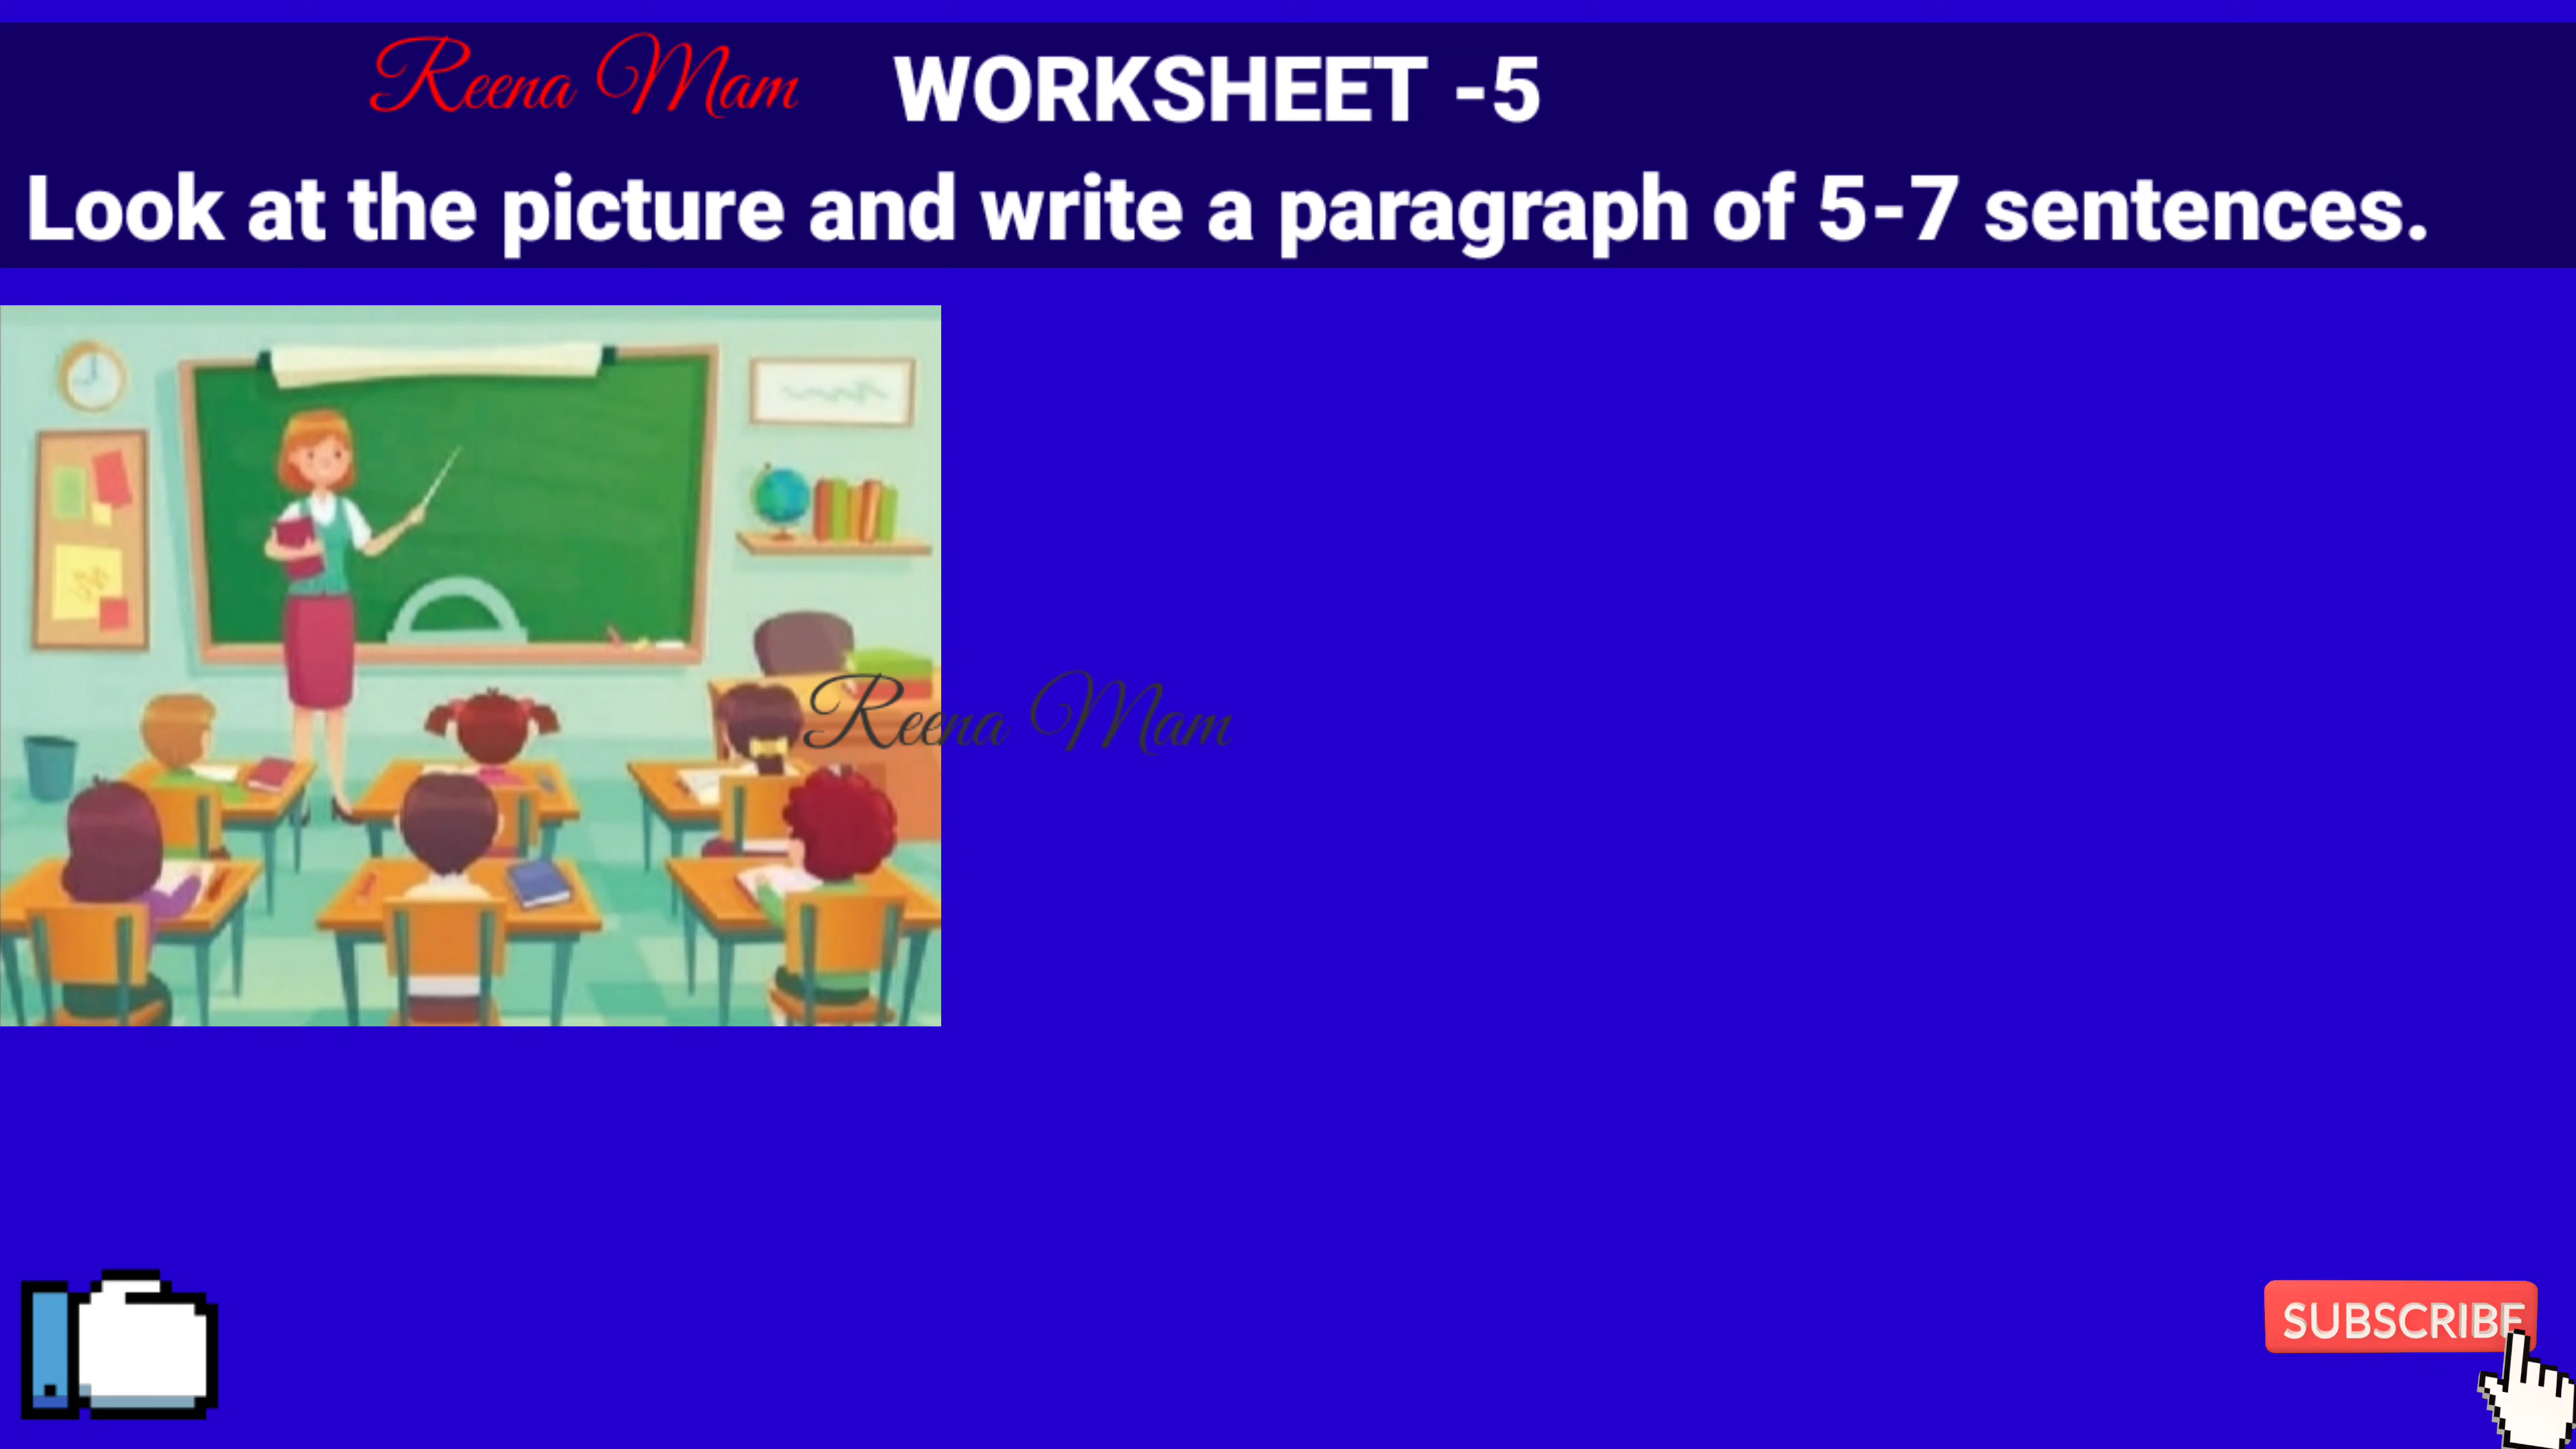 Reena Mam WORKSHEET -5
Look at the picture and write a paragraph of 5-7 sentences.
Reena Mam
SUBSCRIBE